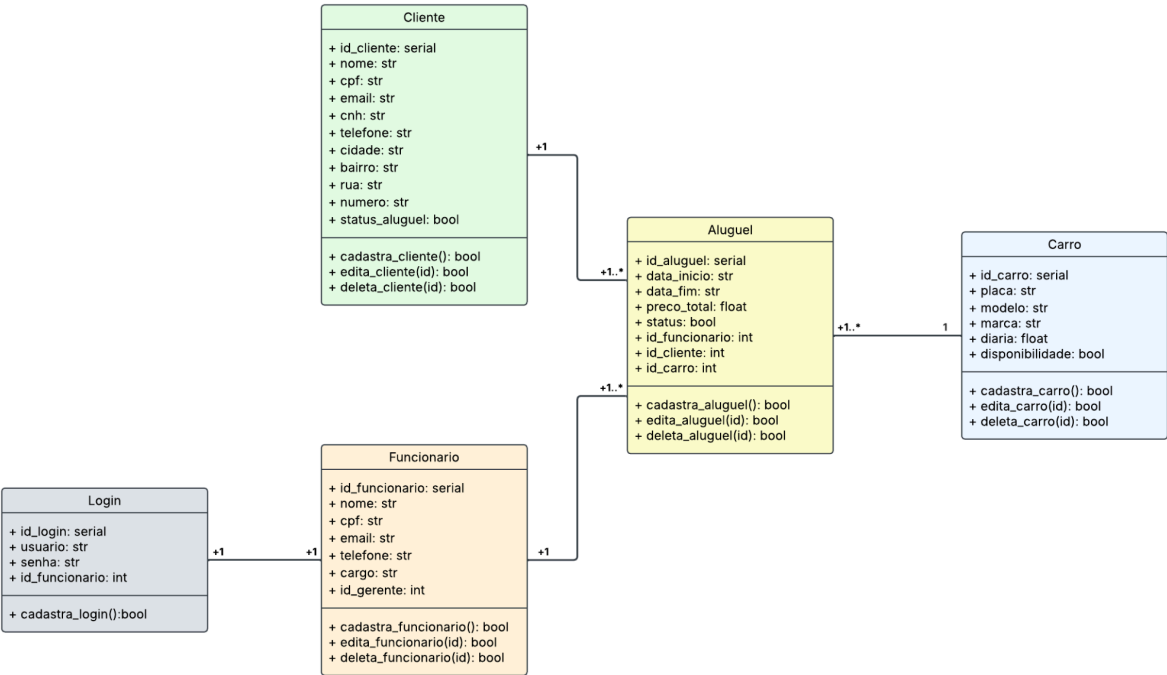 Cliente
+ id_cliente: serial
+ nome: str
+ cpf: str
+ email: str
+ cnh: str
+ telefone: str
+ cidade: str
+ bairro: str
+ rua: str
+ numero: str
+ status_aluguel: bool
+ cadastra_cliente(): bool
+ edita_cliente(id): bool
+ deleta_cliente(id): bool
+1
+1..*
Aluguel
+ id_aluguel: serial
+ data_inicio: str
+ data_fim: str
+ preco_total: float
+ status: bool
+ id_funcionario: int
+ id_cliente: int
+ id_carro: int
+ cadastra_aluguel(): bool
+ edita_aluguel(id): bool
+ deleta_aluguel(id): bool
+1..*
1
Carro
+ id_carro: serial
+ placa: str
+ modelo: str
+ marca: str
+ diaria: float
+ disponibilidade: bool
+ cadastra_carro(): bool
+ edita_carro(id): bool
+ deleta_carro(id): bool
+1..*
+1
Funcionario
+ id_funcionario: serial
+ nome: str
+ cpf: str
+ email: str
+ telefone: str
+ cargo: str
+ id_gerente: int
+ cadastra_funcionario(): bool
+ edita_funcionario(id): bool
+ deleta_funcionario(id): bool
Login
+ id_login: serial
+ usuario: str
+ senha: str
+ id_funcionario: int
+ cadastra_login():bool
+1
+1